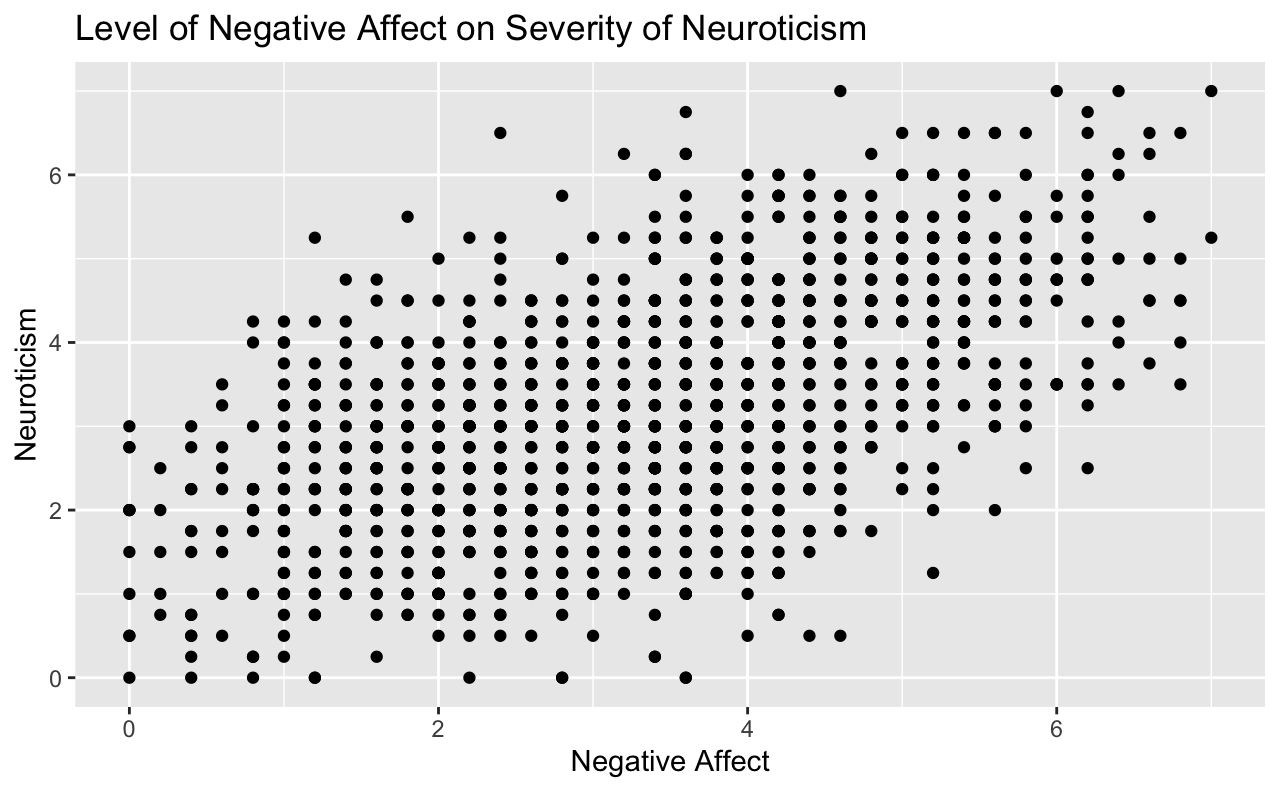 Level of Negative Affect on Severity of Neuroticism
Neuroticism
6
4
2
0
0 2 4 6
Negative Affect